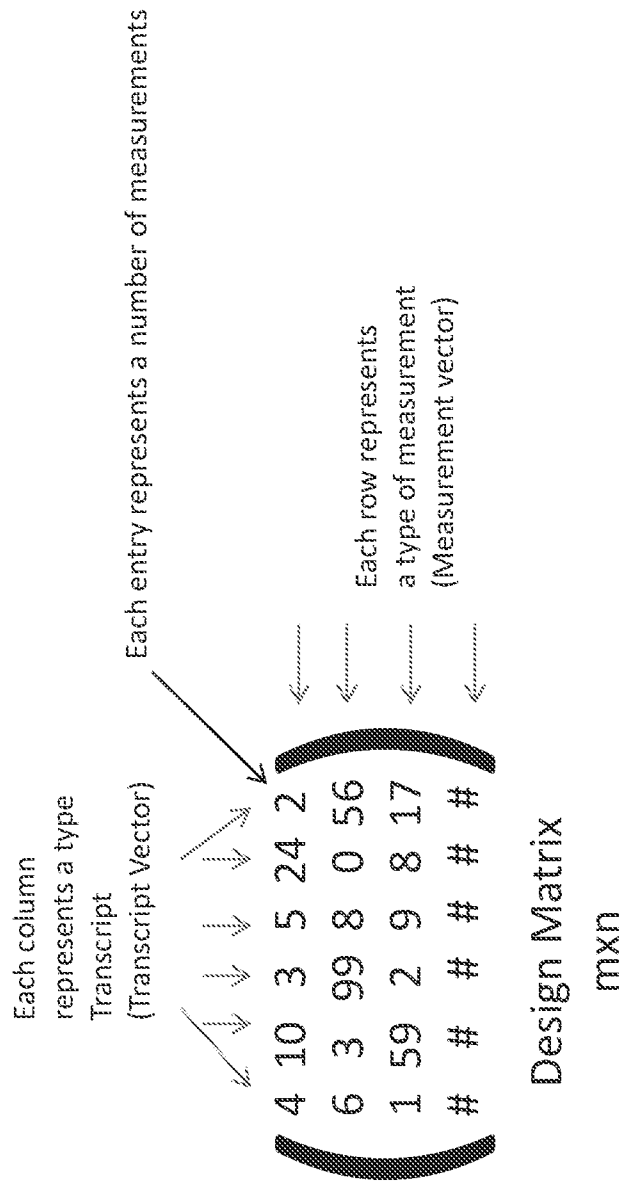 Each column
represents a type
Transcript
(Transcript Vector)
Each entry represents a number of measurements
4 10 3 5 24 2
6 3 99 8 0 56
1 59 2 9 8 17
# # # # # #
Each row represents
a type of measurement
(Measurement vector)
Design Matrix
mxn